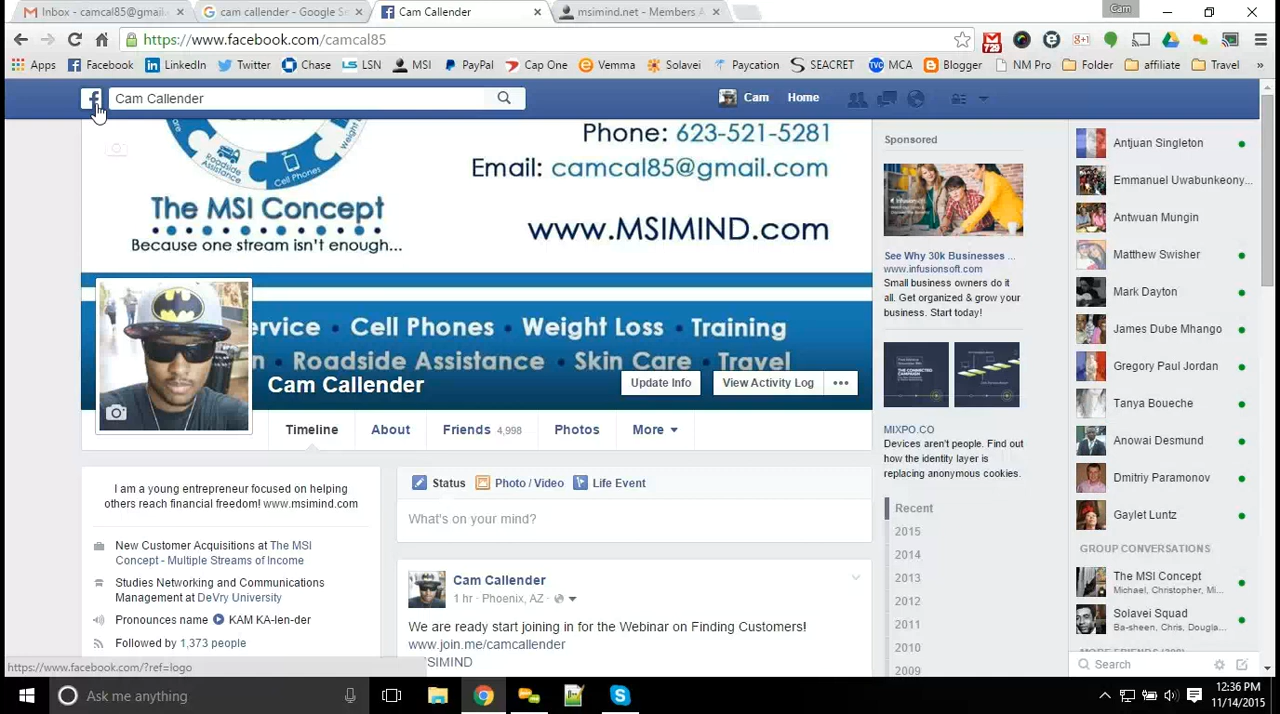 Inbox - camcal85@gmail.
cam callender - Google S
Cam Callender
msimind.net - Members A
Cam
https://www.facebook.com/camcal85
729
Apps
Facebook
LinkedIn
Twitter
Chase
LSN
MSI
PayPal
Cap One
Vemma
Solavei
Paycation
SEACRET
MCA
Blogger
NM Pro
Folder
affiliate
Travel
»
Cam Callender
Cam
Home
Roadside Assistance
Cell Phones
Weight
The MSI Concept
Because one stream isn't enough...
Phone: 623-521-5281
Email: camcal85@gmail.com
www.MSIMIND.com
ervice • Cell Phones • Weight Loss • Training
n • Roadside Assistance • Skin Care • Travel
Cam Callender
Update Info
View Activity Log
Timeline
About
Friends 4,998
Photos
More
I am a young entrepreneur focused on helping
others reach financial freedom! www.msimind.com
New Customer Acquisitions at The MSI
Concept - Multiple Streams of Income
Studies Networking and Communications
Management at DeVry University
Pronounces name KAM KA-len-der
Followed by 1,373 people
https://www.facebook.com/?ref=logo
Status
Photo / Video
Life Event
What's on your mind?
Cam Callender
1 hr · Phoenix, AZ ·
We are ready start joining in for the Webinar on Finding Customers!
www.join.me/camcallender
SIMIND
Sponsored
See Why 30k Businesses ...
www.infusionsoft.com
Small business owners do it
all. Get organized & grow your
business. Start today!
MIXPO.CO
Devices aren't people. Find out
how the identity layer is
replacing anonymous cookies.
Recent
2015
2014
2013
2012
2011
2010
2009
Antjuan Singleton
Emmanuel Uwabunkeony...
Antwuan Mungin
Matthew Swisher
Mark Dayton
James Dube Mhango
Gregory Paul Jordan
Tanya Boueche
Anowai Desmund
Dmitriy Paramonov
Gaylet Luntz
GROUP CONVERSATIONS
The MSI Concept
Michael, Christopher, Mi...
Solavei Squad
Ba-sheen, Chris, Dougla...
Search
Ask me anything
12:36 PM
11/14/2015